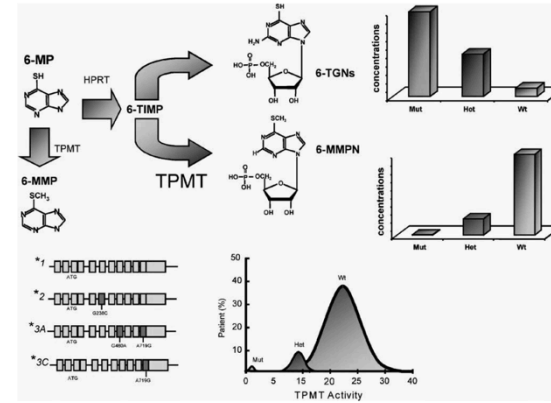 6-MP
SH
HPRT
TPMT
6-MMP
SCH3
6-TIMP
TPMT
SH
NH2
HO-P-OCH2
OH
OH OH
6-TGNs
SCH3
H
HO-P-OCH2
OH
OH OH
6-MMPN
concentrations
Mut Het Wt
concentrations
Mut Het Wt
*1
ATG
*2
ATG
G238C
*3A
ATG
G460A
A719G
*3C
ATG
A719G
Patient (%)
50
40
30
20
10
0
Mut
Het
Wt
0 10 15 20 25 30 40
TPMT Activity